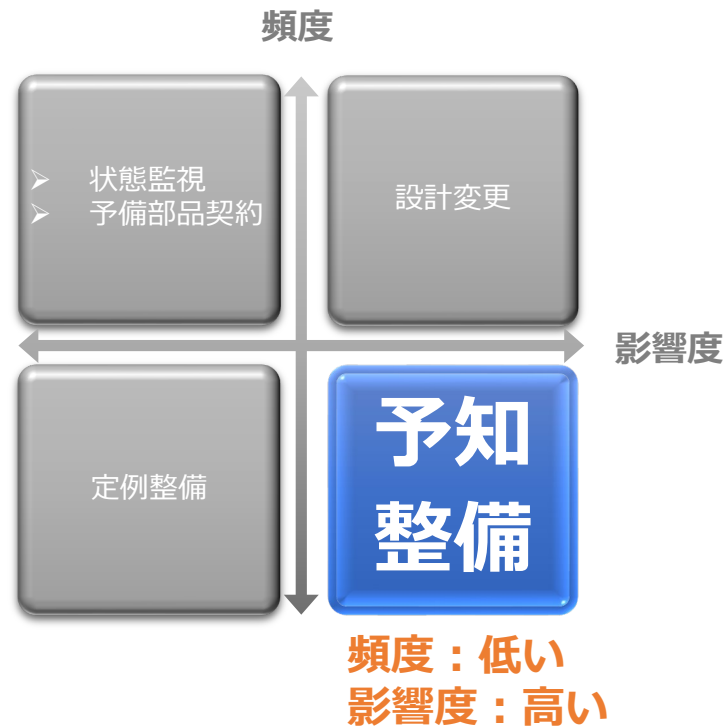 頻度
➢ 状態監視
➢ 予備部品契約
設計変更
影響度
定例整備
予知
整備
頻度：低い
影響度：高い